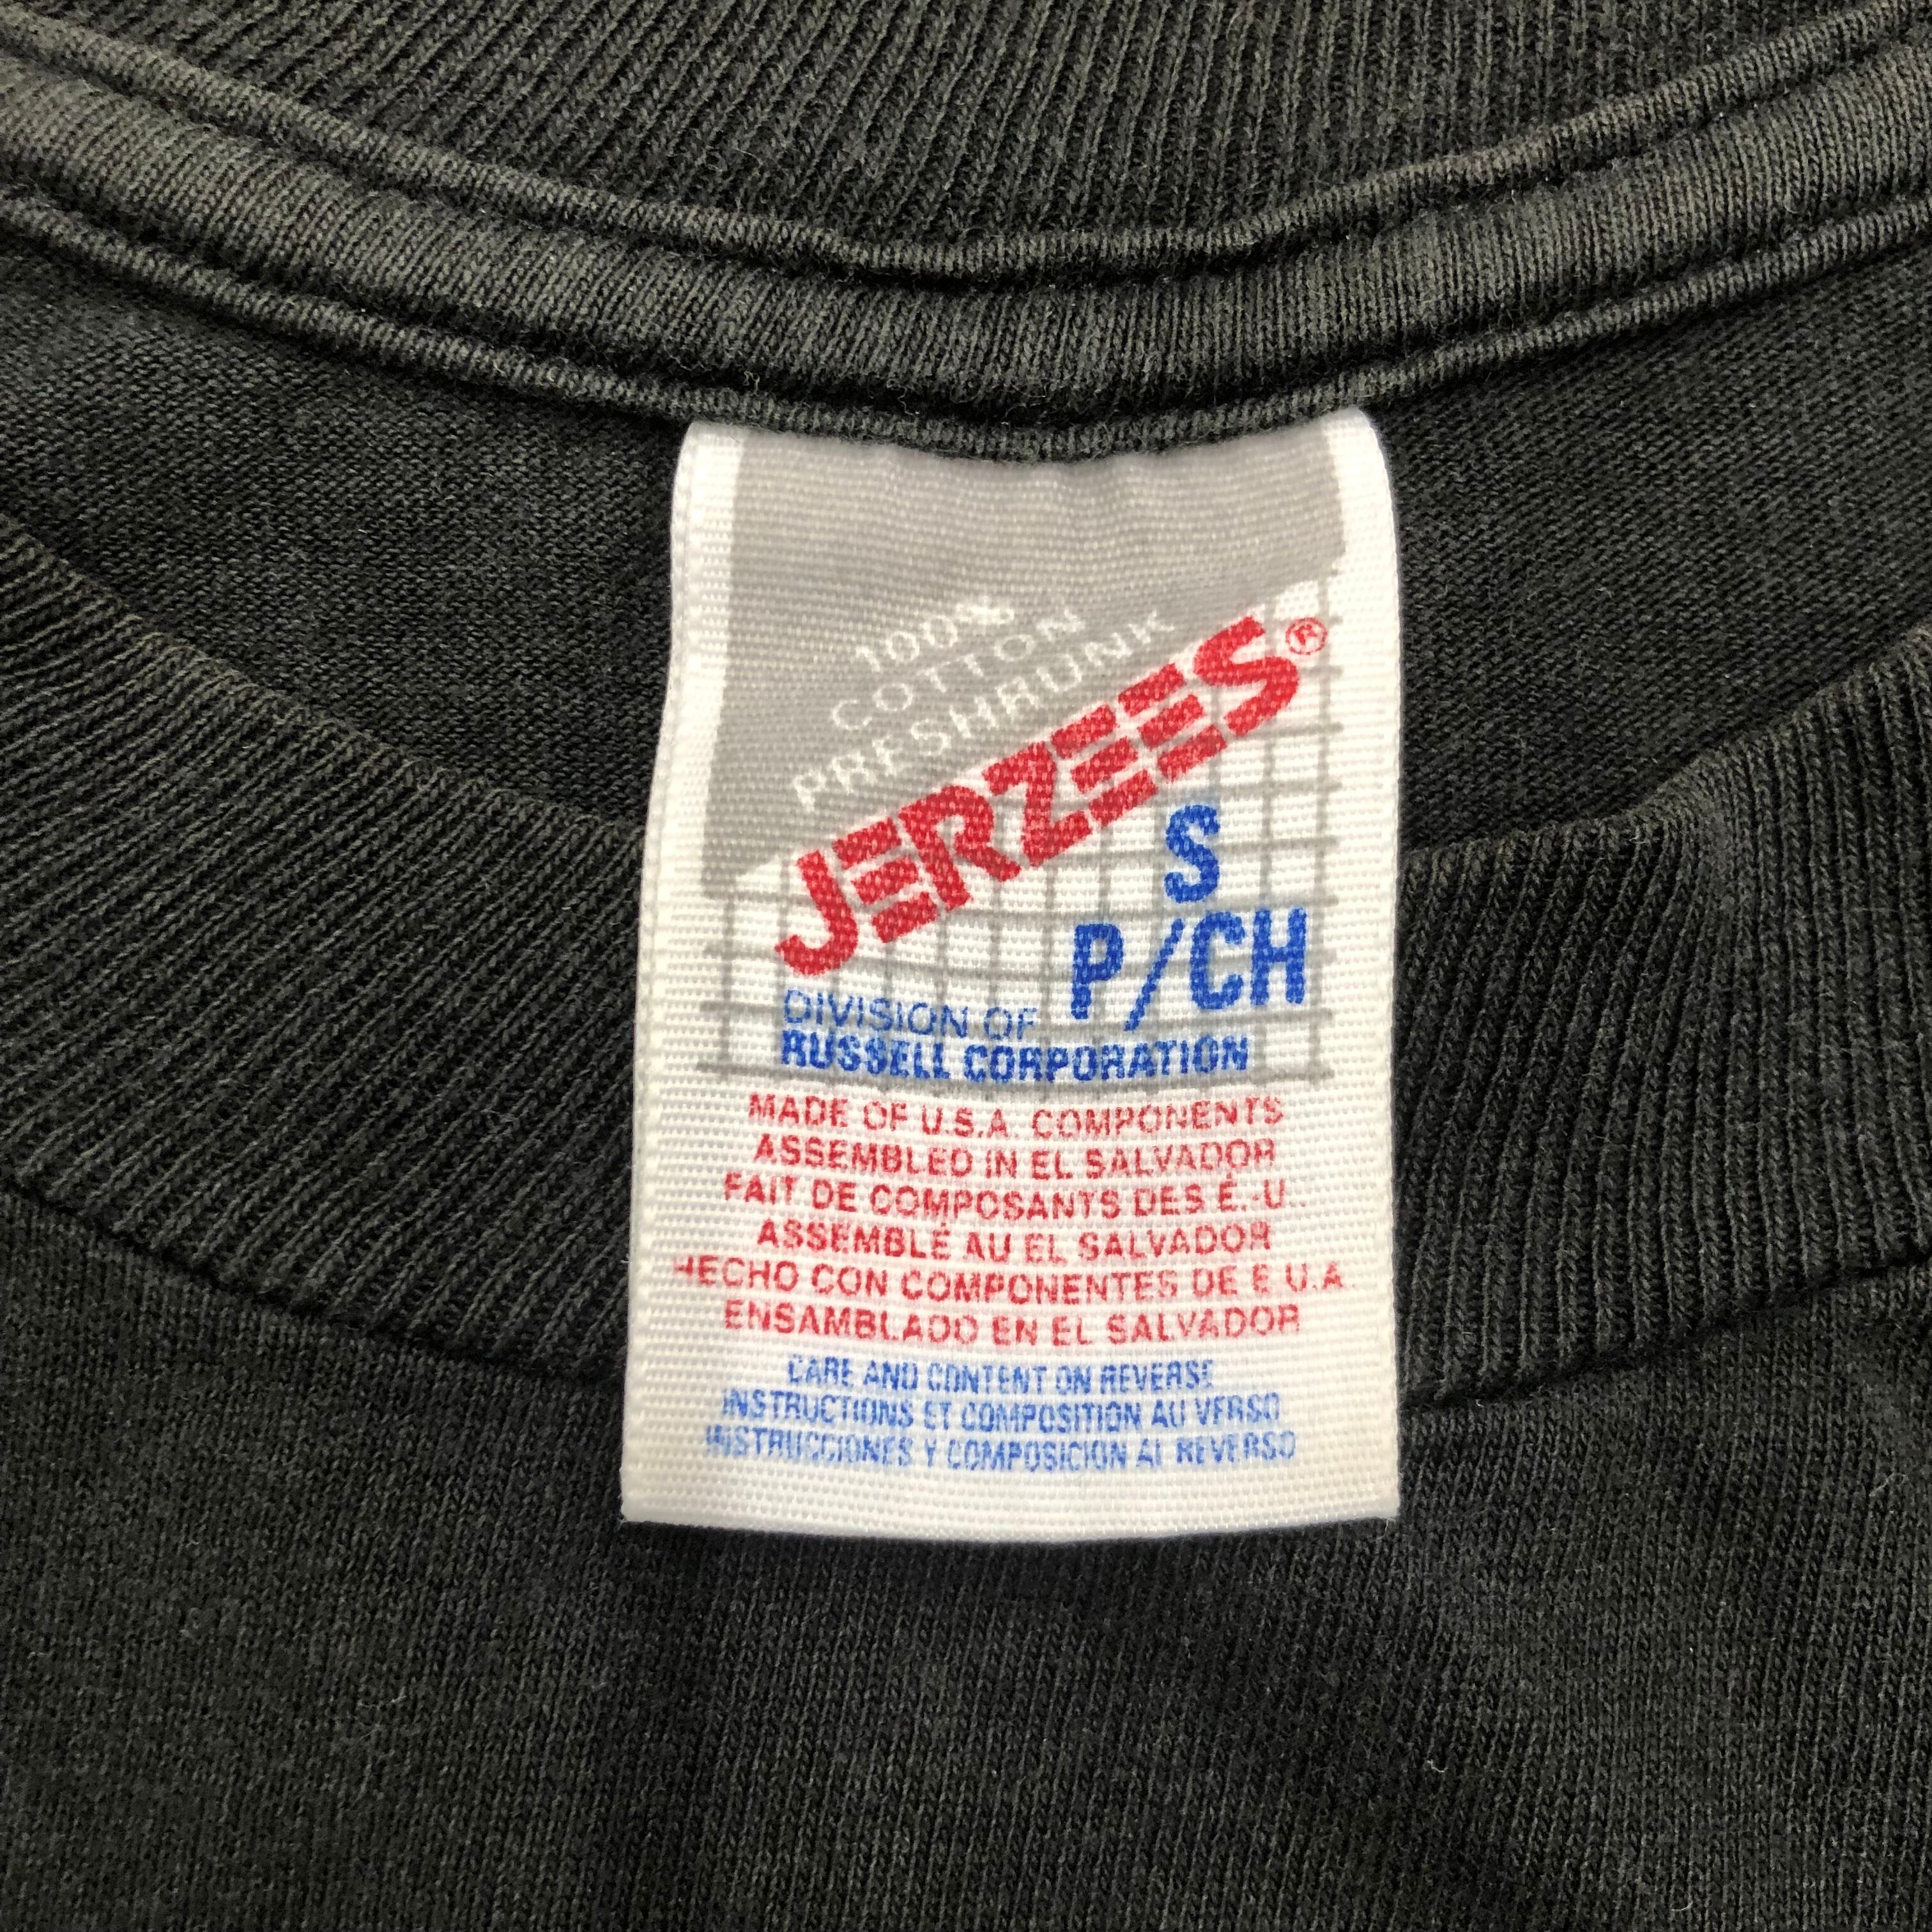 100%
COTTON
PRESHRUNK
JERZEES®
S
P/CH
DIVISION OF
RUSSELL CORPORATION
MADE OF U.S.A. COMPONENTS
ASSEMBLED IN EL SALVADOR
FAIT DE COMPOSANTS DES É.-U..
ASSEMBLÉ AU EL SALVADOR
HECHO CON COMPONENTES DE E U.A.
ENSAMBLADO EN EL SALVADOR
CARE AND CONTENT ON REVERSE
INSTRUCTIONS ET COMPOSITION AU VERSO
INSTRUCCIONES Y COMPOSICION AL REVERSO